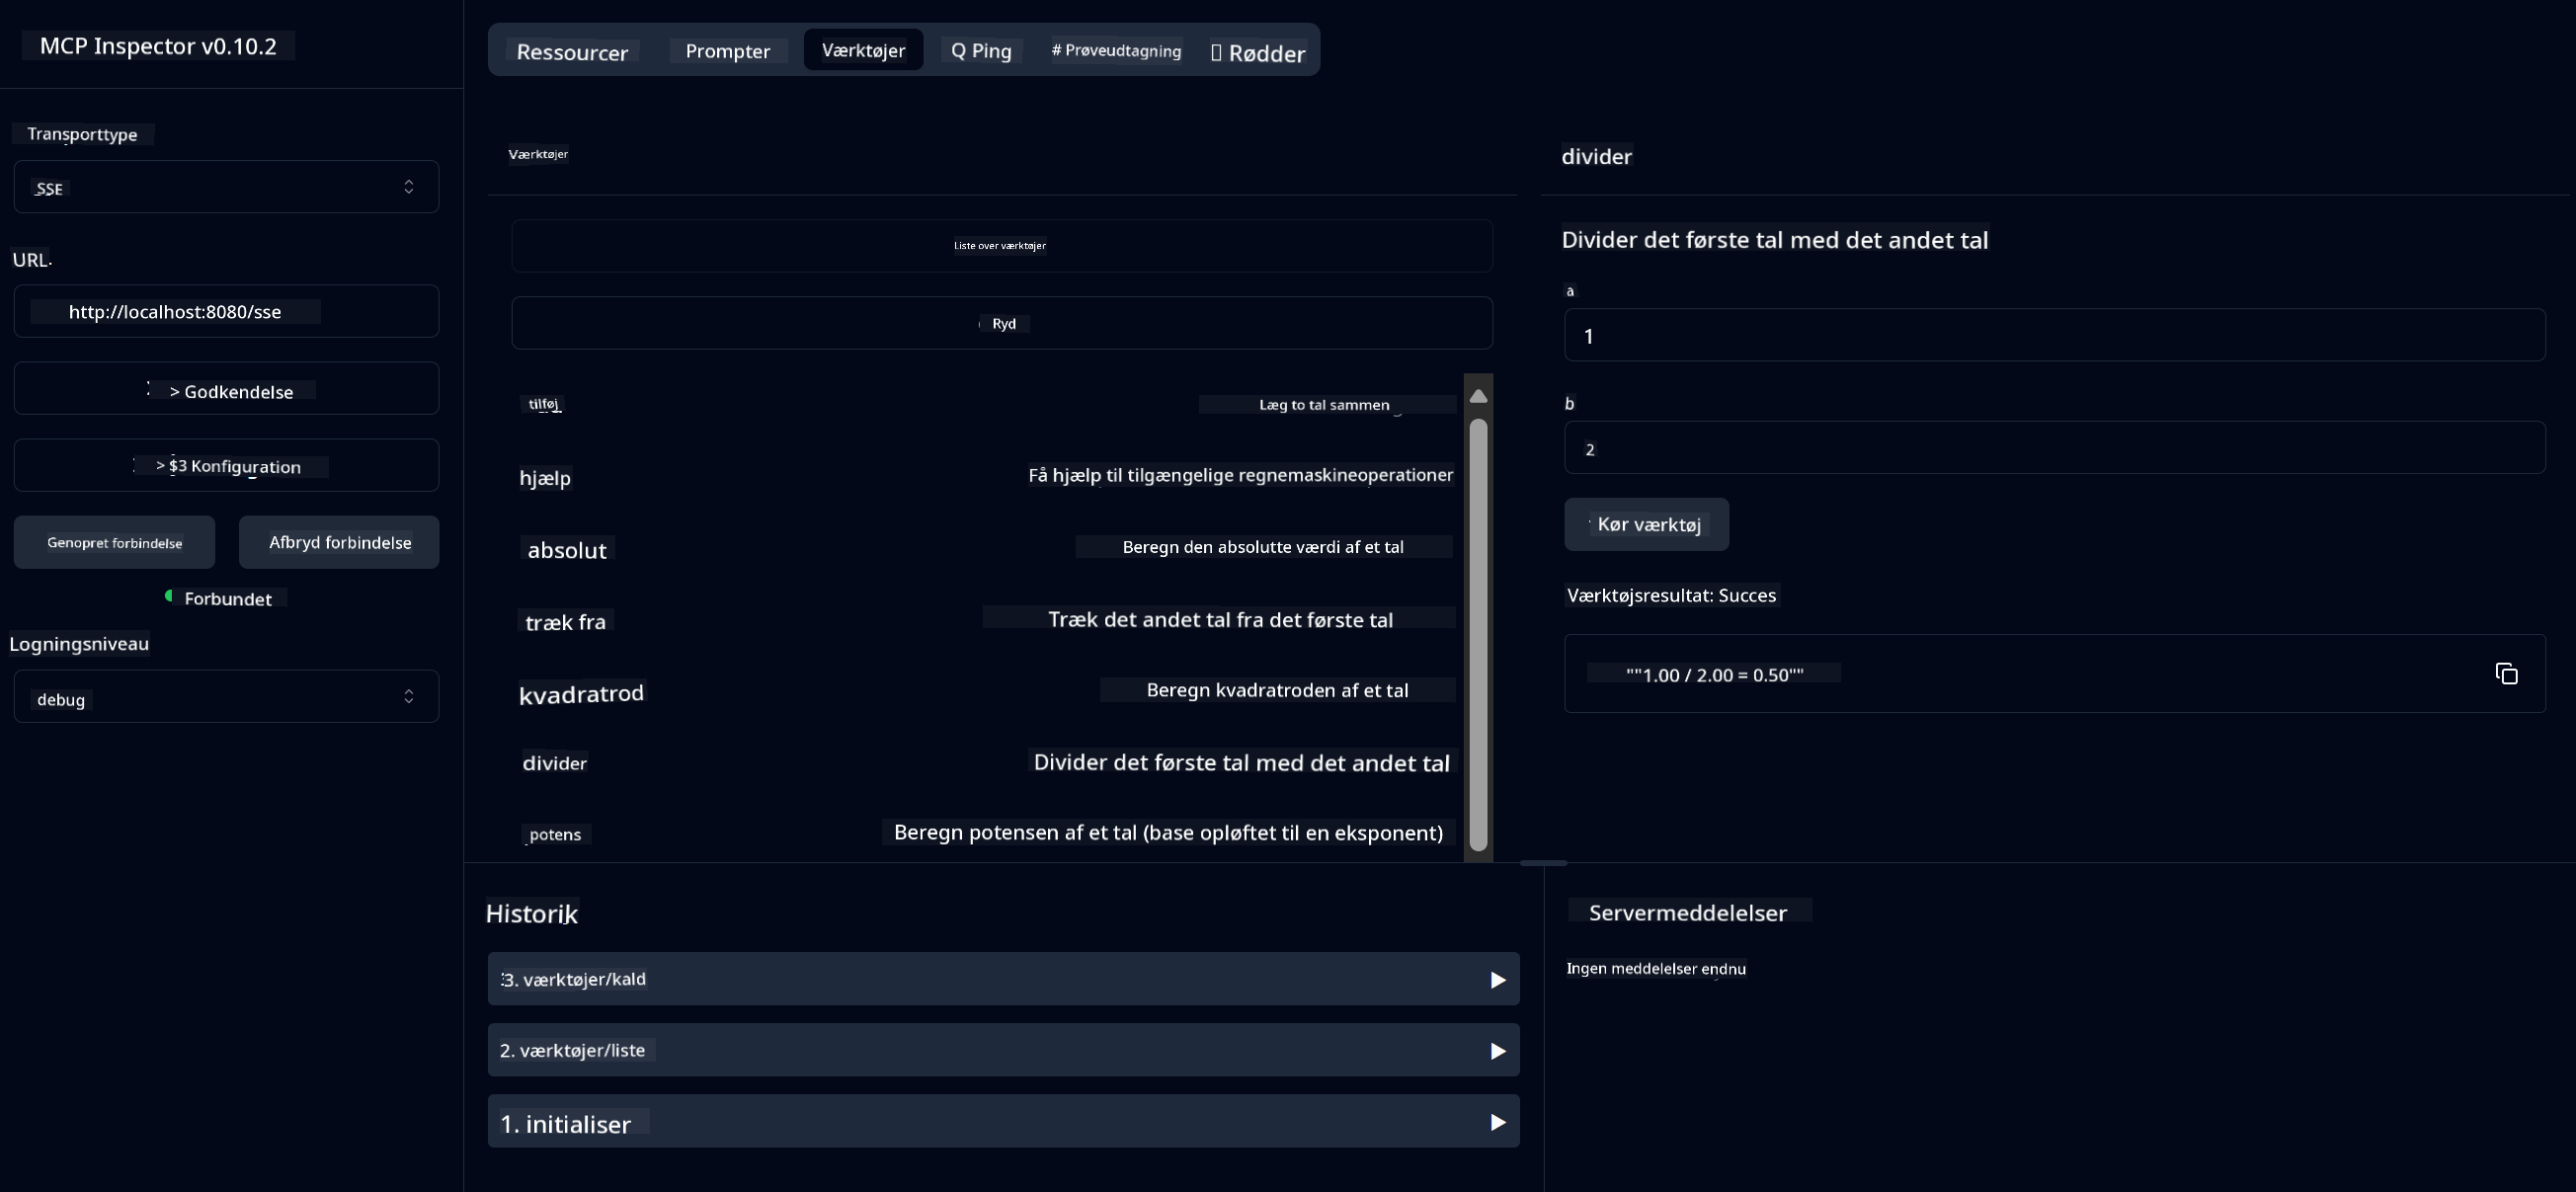 MCP Inspector v0.10.2
Transporttype
SSE
URL
http://localhost:8080/sse
> Godkendelse
> $3 Konfiguration
Genopret forbindelse
Afbryd forbindelse
Forbundet
Logningsniveau
debug
Ressourcer
Prompter
Værktøjer
Q Ping
# Prøveudtagning
Rødder
Værktøjer
Liste over værktøjer
Ryd
tilføj
Læg to tal sammen
hjælp
Få hjælp til tilgængelige regnemaskineoperationer
absolut
Beregn den absolutte værdi af et tal
træk fra
Træk det andet tal fra det første tal
kvadratrod
Beregn kvadratroden af et tal
divider
Divider det første tal med det andet tal
potens
Beregn potensen af et tal (base opløftet til en eksponent)
divider
Divider det første tal med det andet tal
a
1
b
2
Kør værktøj
Værktøjsresultat: Succes
""1.00 / 2.00 = 0.50""
Historik
3. værktøjer/kald
2. værktøjer/liste
1. initialiser
Servermeddelelser
Ingen meddelelser endnu